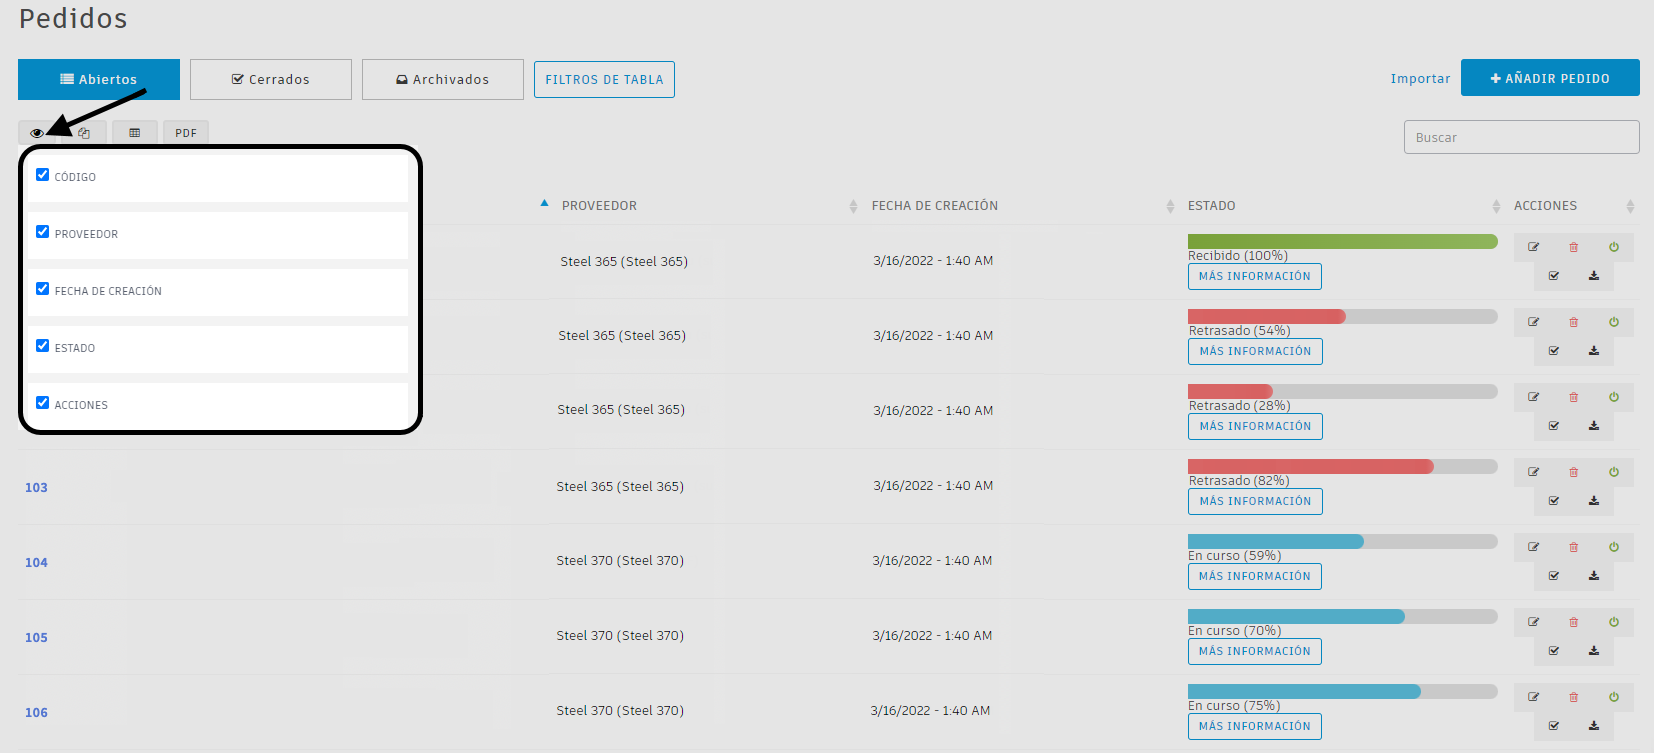 Pedidos
Abiertos Cerrados Archivados FILTROS DE TABLA Importar AÑADIR PEDIDO
PDF Buscar
CÓDIGO
PROVEEDOR
FECHA DE CREACIÓN
ESTADO
ACCIONES
PROVEEDOR FECHA DE CREACIÓN ESTADO ACCIONES
Steel 365 (Steel 365) 3/16/2022 - 1:40 AM Recibido (100%)
MÁS INFORMACIÓN
Steel 365 (Steel 365) 3/16/2022 - 1:40 AM Retrasado (54%)
MÁS INFORMACIÓN
Steel 365 (Steel 365) 3/16/2022 - 1:40 AM Retrasado (28%)
MÁS INFORMACIÓN
103 Steel 365 (Steel 365) 3/16/2022 - 1:40 AM Retrasado (82%)
MÁS INFORMACIÓN
104 Steel 370 (Steel 370) 3/16/2022 - 1:40 AM En curso (59%)
MÁS INFORMACIÓN
105 Steel 370 (Steel 370) 3/16/2022 - 1:40 AM En curso (70%)
MÁS INFORMACIÓN
106 Steel 370 (Steel 370) 3/16/2022 - 1:40 AM En curso (75%)
MÁS INFORMACIÓN